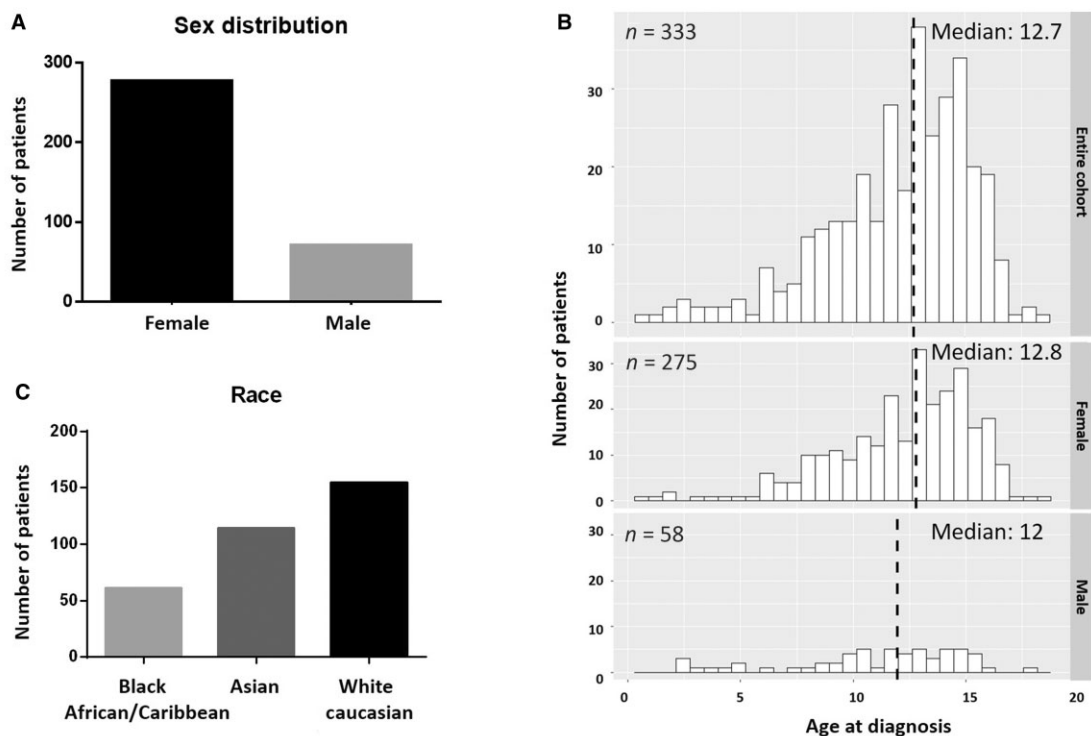 A
Sex distribution
Number of patients
300
200
100
0
Female
Male
C
Race
Number of patients
200
150
100
50
0
Black
African/Caribbean
Asian
White
caucasian
B
Number of patients
n = 333
Median: 12.7
30
20
10
0
Entire cohort
n = 275
Median: 12.8
30
20
10
0
Female
n = 58
Median: 12
30
20
10
0
Male
0
5
10
15
20
Age at diagnosis